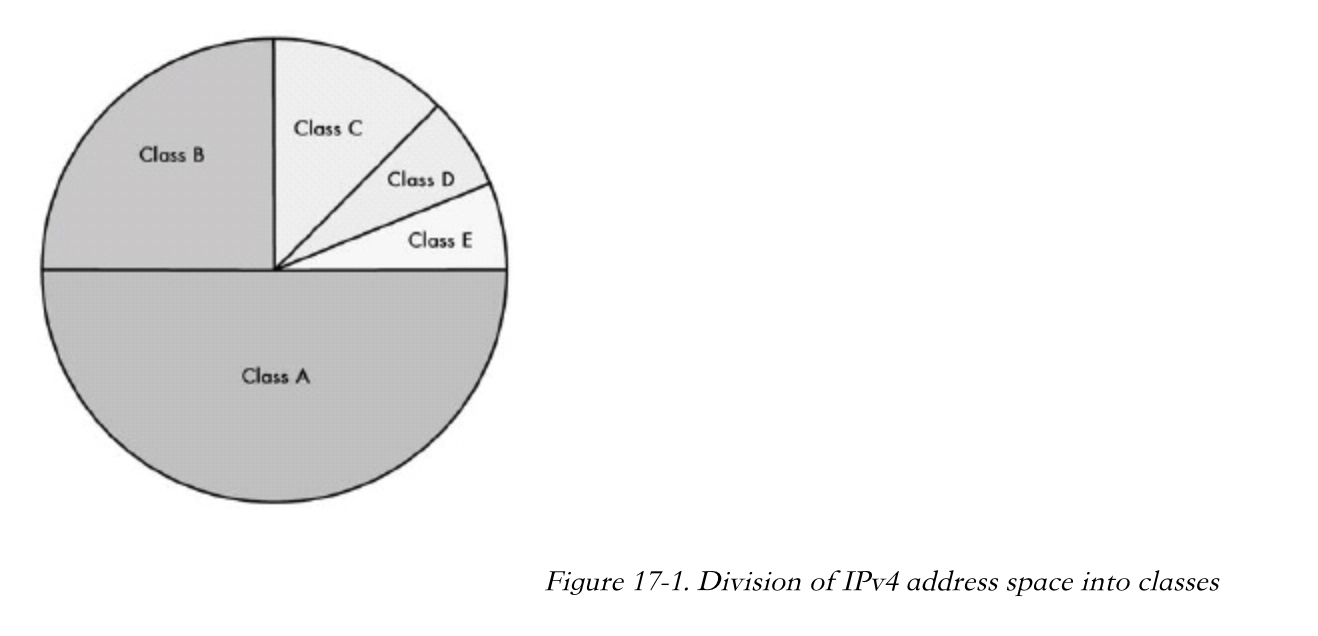 Class C
Class B
Class D
Class E
Class A
Figure 17-1. Division of IPv4 address space into classes